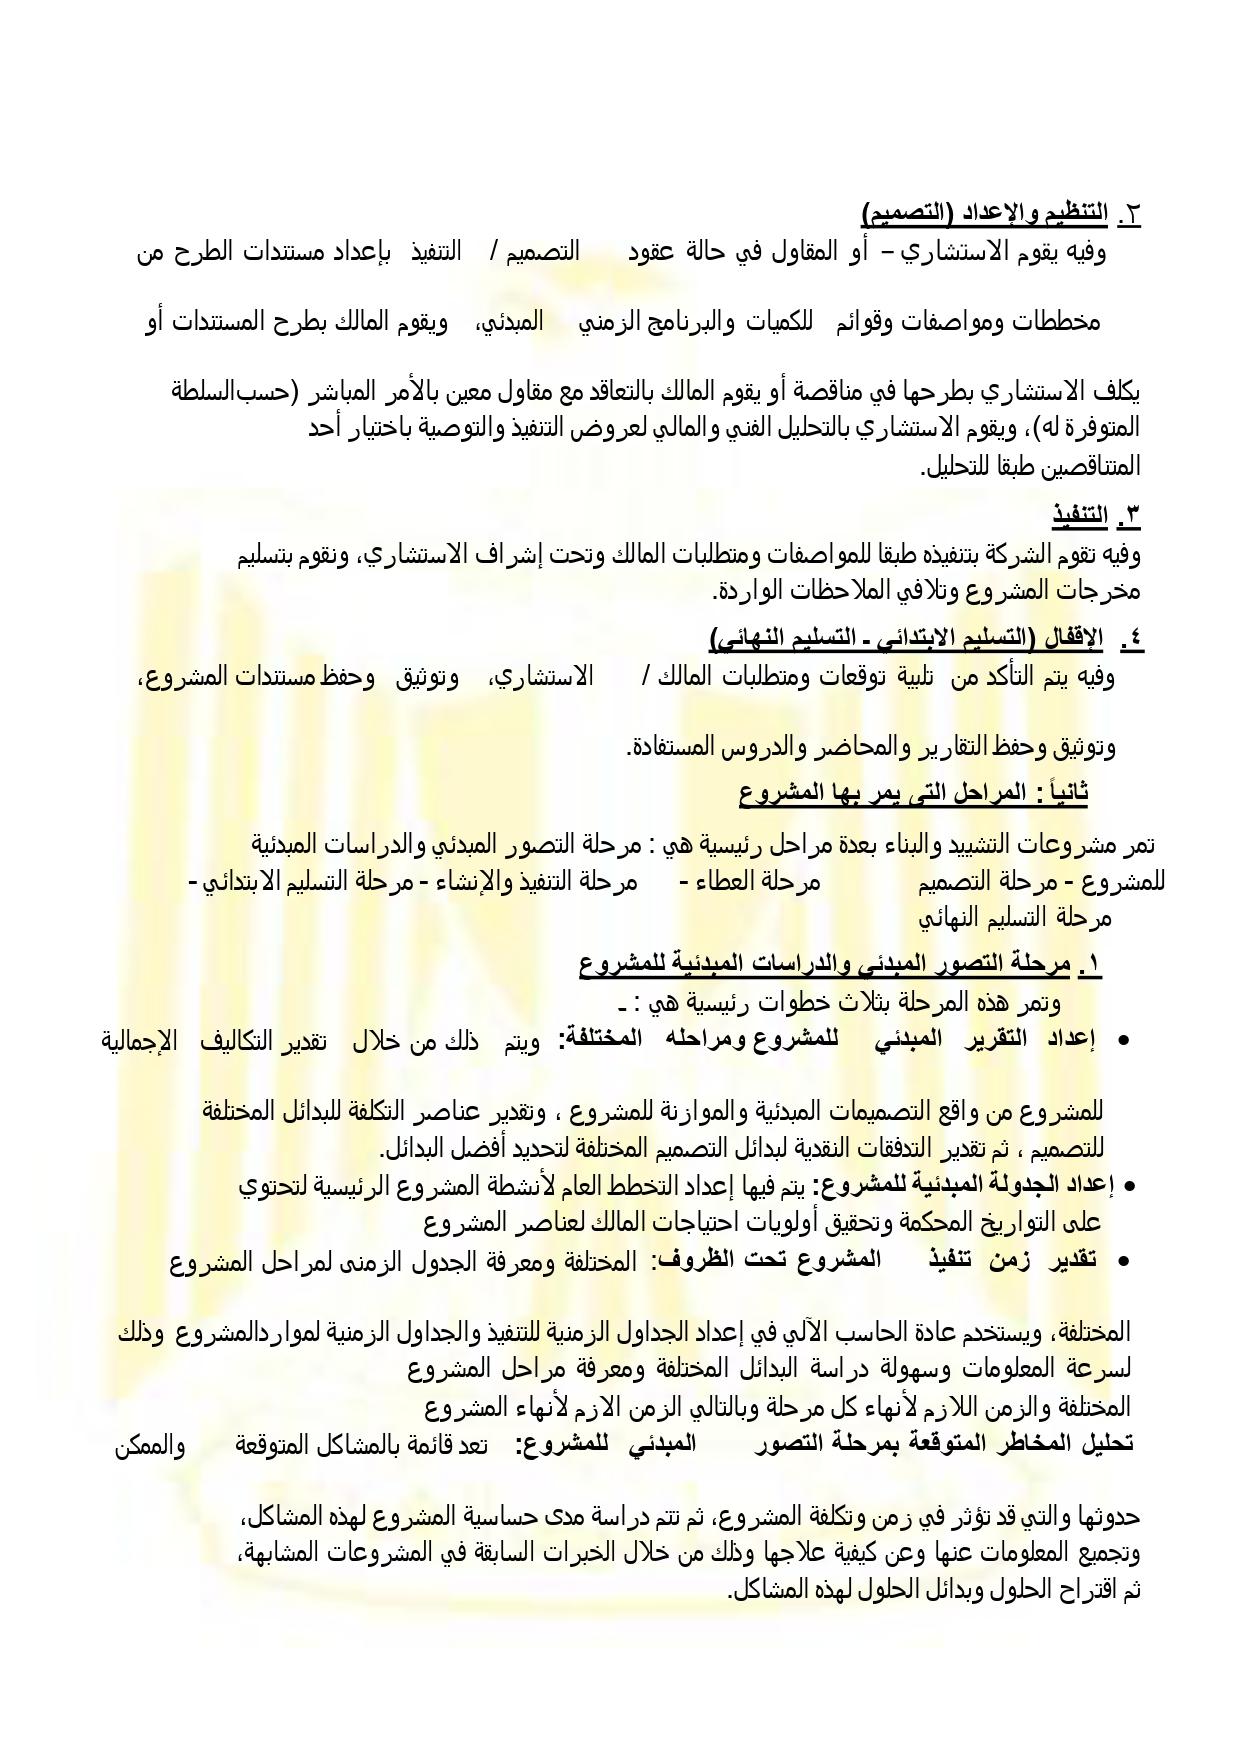 ٢. التنظيم والإعداد (التصميم)
وفيه يقوم الاستشاري – أو المقاول في حالة عقود التصميم / التنفيذ بإعداد مستندات الطرح من
مخططات ومواصفات وقوائم للكميات والبرنامج الزمني المبدئي، ويقوم المالك بطرح المستندات أو
يكلف الاستشاري بطرحها في مناقصة أو يقوم المالك بالتعاقد مع مقاول معين بالأمر المباشر (حسب السلطة
المتوفرة له)، ويقوم الاستشاري بالتحليل الفني والمالي لعروض التنفيذ والتوصية باختيار أحد
المتناقصين طبقا للتحليل.
٣. التنفيذ
وفيه تقوم الشركة بتنفيذه طبقا للمواصفات ومتطلبات المالك وتحت إشراف الاستشاري، ونقوم بتسليم
مخرجات المشروع وتلافي الملاحظات الواردة.
٤. الإقفال (التسليم الابتدائي - التسليم النهائي)
وفيه يتم التأكد من تلبية توقعات ومتطلبات المالك / الاستشاري، وتوثيق وحفظ مستندات المشروع،
وتوثيق وحفظ التقارير والمحاضر والدروس المستفادة.
ثانياً : المراحل التي يمر بها المشروع
تمر مشروعات التشييد والبناء بعدة مراحل رئيسية هي : مرحلة التصور المبدئي والدراسات المبدئية
للمشروع - مرحلة التصميم مرحلة العطاء - مرحلة التنفيذ والإنشاء - مرحلة التسليم الابتدائي -
مرحلة التسليم النهائي
١. مرحلة التصور المبدئي والدراسات المبدئية للمشروع
وتمر هذه المرحلة بثلاث خطوات رئيسية هي : ـ
• إعداد التقرير المبدئي للمشروع ومراحله المختلفة: ويتم ذلك من خلال تقدير التكاليف الإجمالية
للمشروع من واقع التصميمات المبدئية والموازنة للمشروع ، وتقدير عناصر التكلفة للبدائل المختلفة
للتصميم ، ثم تقدير التدفقات النقدية لبدائل التصميم المختلفة لتحديد أفضل البدائل.
• إعداد الجدولة المبدئية للمشروع: يتم فيها إعداد التخطط العام لأنشطة المشروع الرئيسية لتحتوي
على التواريخ المحكمة وتحقيق أولويات احتياجات المالك لعناصر المشروع
• تقدير زمن تنفيذ المشروع تحت الظروف: المختلفة ومعرفة الجدول الزمنى لمراحل المشروع
المختلفة، ويستخدم عادة الحاسب الآلي في إعداد الجداول الزمنية للتنفيذ والجداول الزمنية لموارد المشروع وذلك
لسرعة المعلومات وسهولة دراسة البدائل المختلفة ومعرفة مراحل المشروع
المختلفة والزمن اللازم لأنهاء كل مرحلة وبالتالي الزمن الازم لأنهاء المشروع
تحليل المخاطر المتوقعة بمرحلة التصور المبدئي للمشروع: تعد قائمة بالمشاكل المتوقعة والممكن
حدوثها والتي قد تؤثر في زمن وتكلفة المشروع، ثم تتم دراسة مدى حساسية المشروع لهذه المشاكل،
وتجميع المعلومات عنها وعن كيفية علاجها وذلك من خلال الخبرات السابقة في المشروعات المشابهة،
ثم اقتراح الحلول وبدائل الحلول لهذه المشاكل.